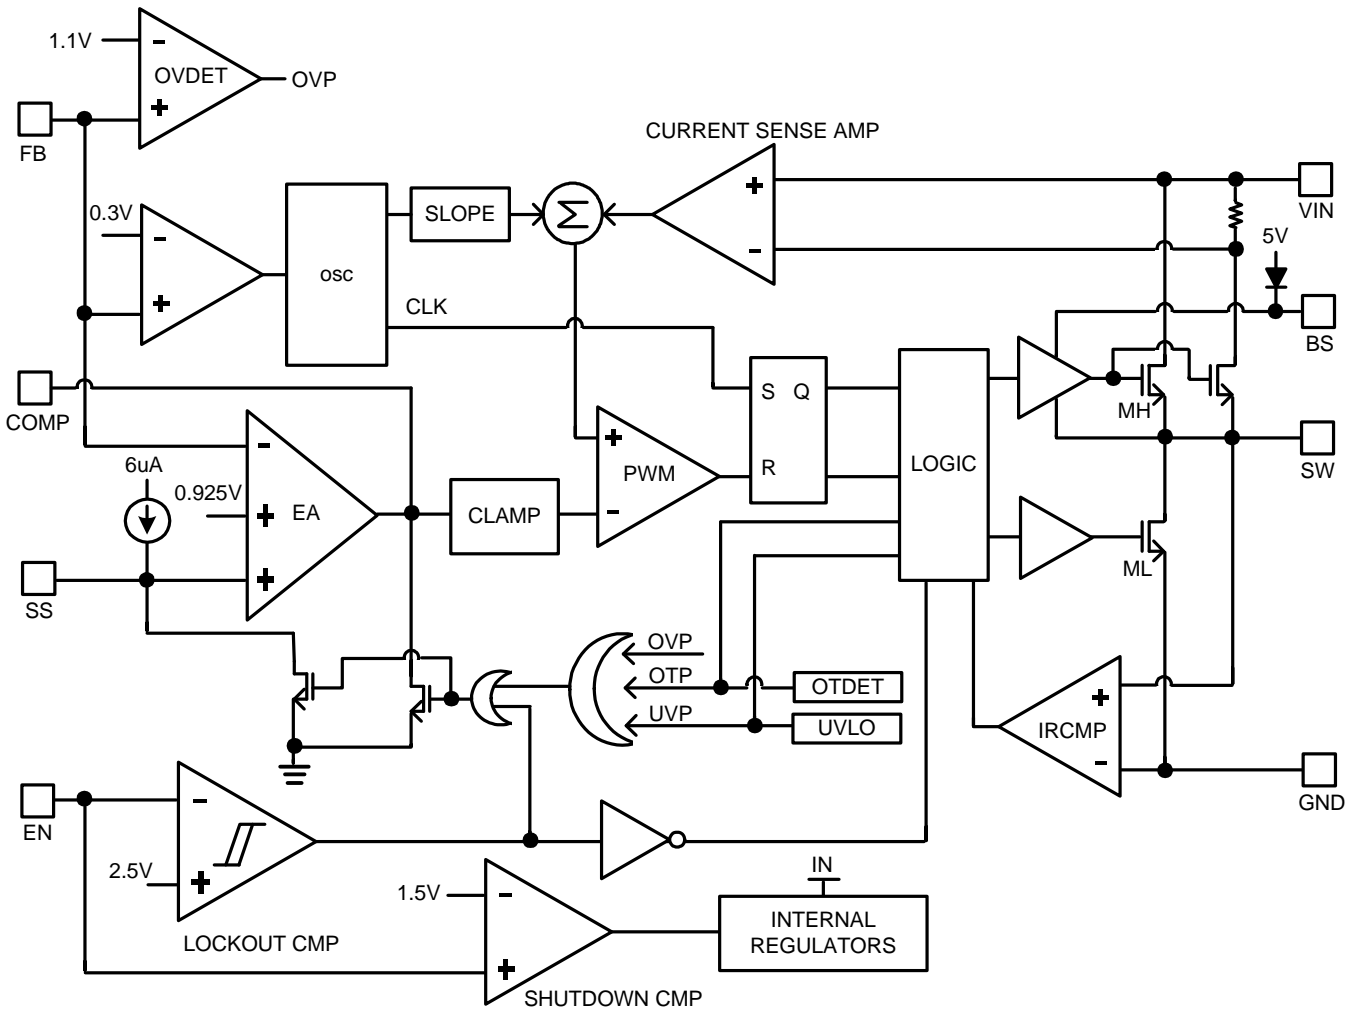 1.1V
-
OVDET
+
OVP
FB
CURRENT SENSE AMP
0.3V
-
+
osc
SLOPE
Σ
+
-
VIN
5V
CLK
BS
COMP
S Q
R
MH
SW
6uA
0.925V
-
+
+
EA
CLAMP
+
-
PWM
LOGIC
ML
SS
OVP
OTP
UVP
OTDET
UVLO
+
IRCMP
-
GND
EN
-
2.5V
+
LOCKOUT CMP
1.5V
-
+
SHUTDOWN CMP
IN
INTERNAL
REGULATORS